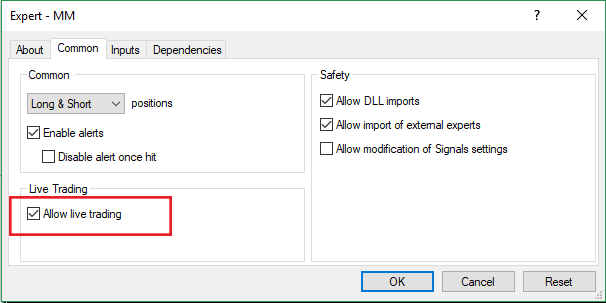 Expert - MM
?
About Common Inputs Dependencies
Common
Long & Short positions
Enable alerts
Disable alert once hit
Live Trading
Allow live trading
Safety
Allow DLL imports
Allow import of external experts
Allow modification of Signals settings
OK Cancel Reset